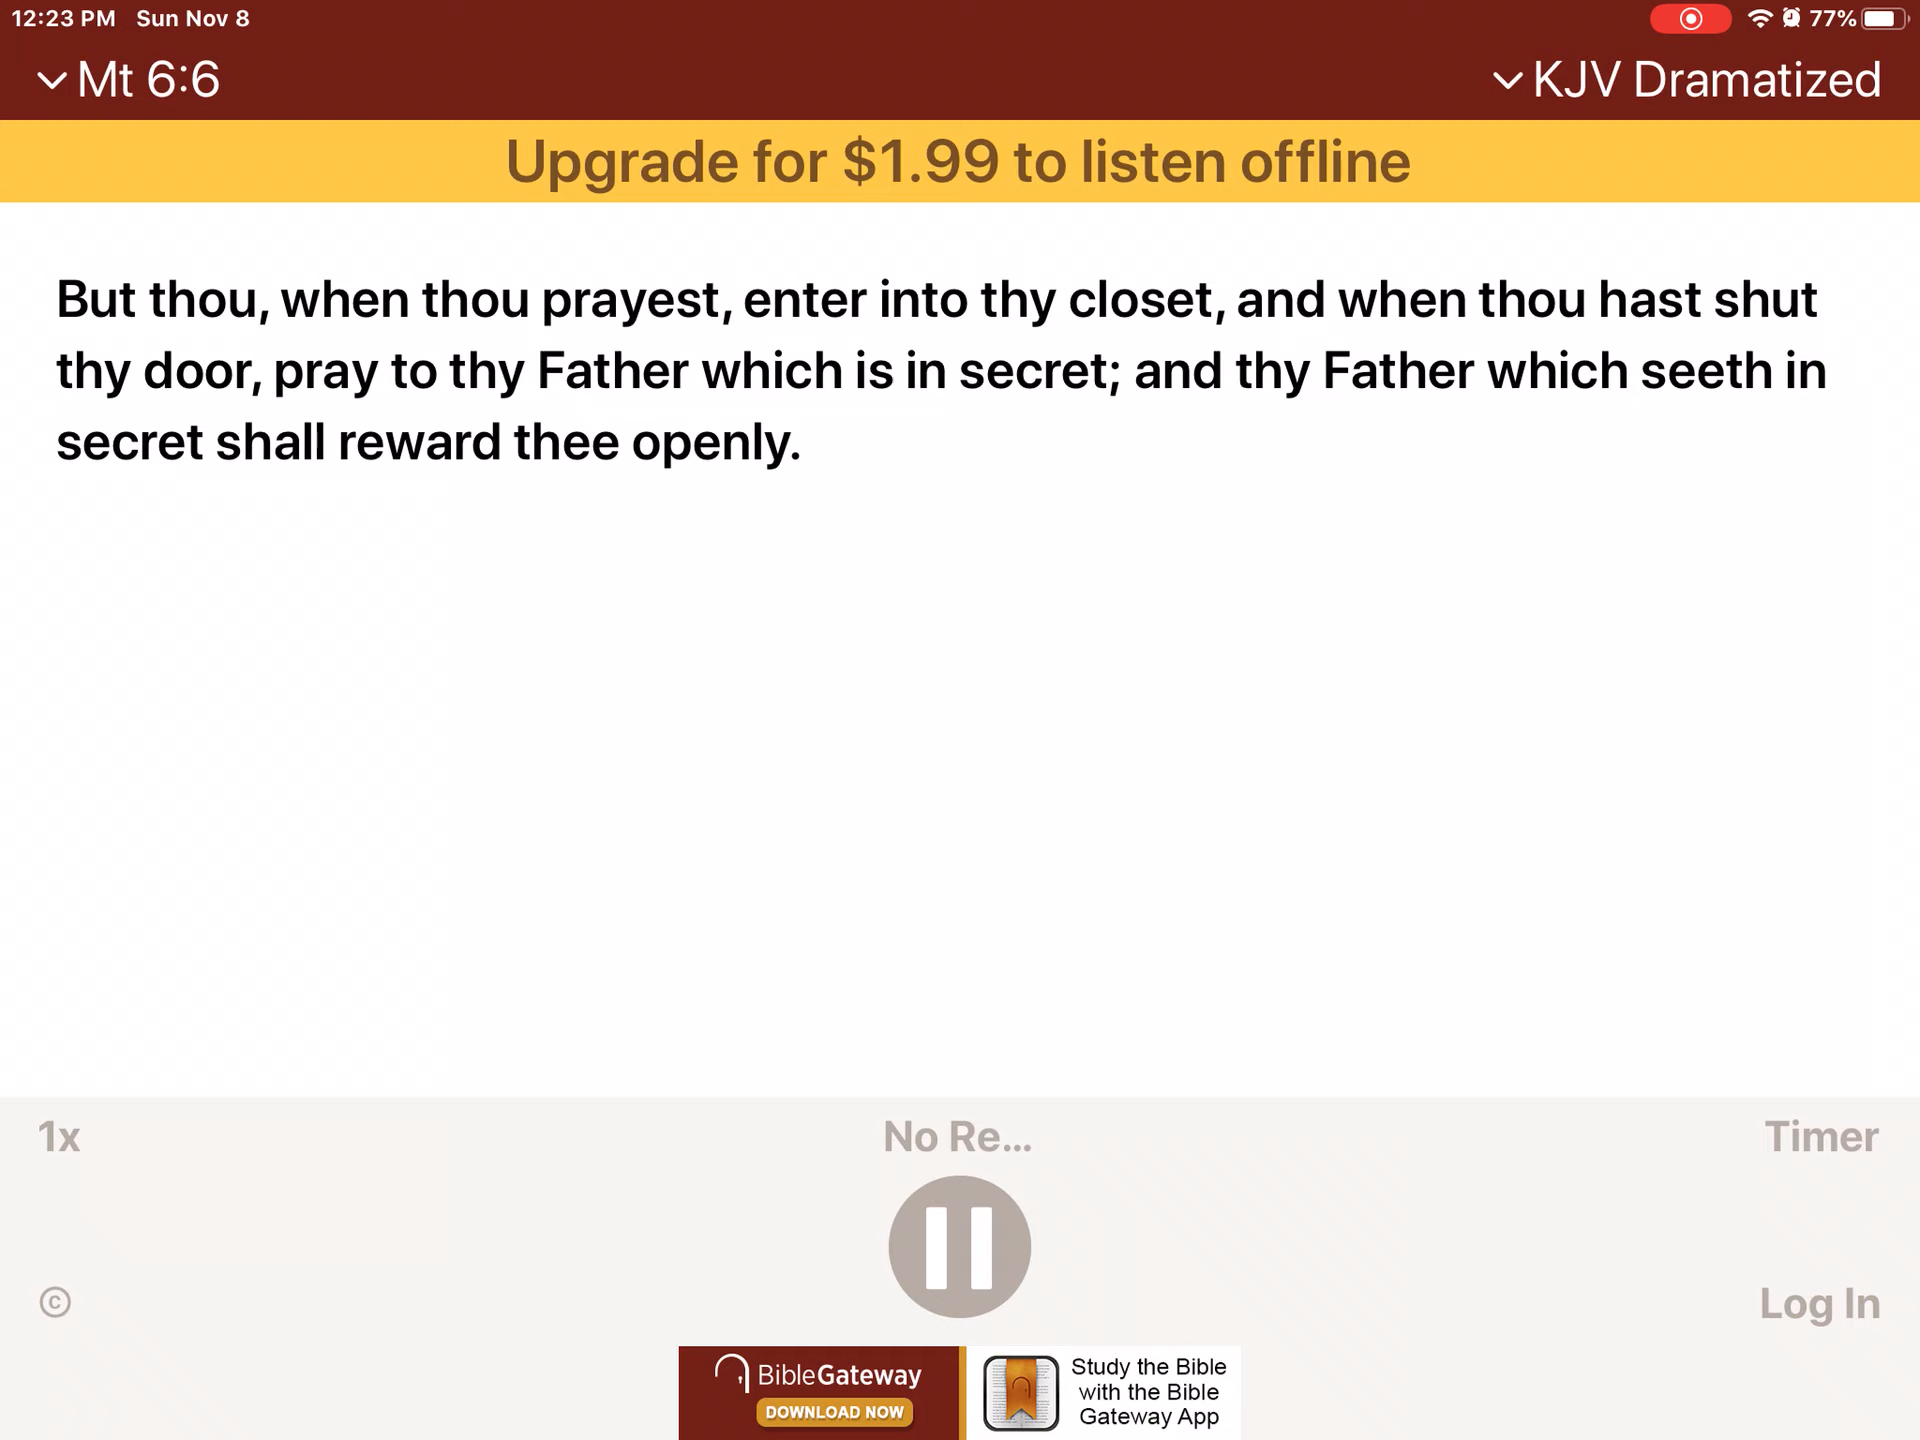 12:23 PM Sun Nov 8
77%
Mt 6:6
KJV Dramatized
Upgrade for $1.99 to listen offline
But thou, when thou prayest, enter into thy closet, and when thou hast shut
thy door, pray to thy Father which is in secret; and thy Father which seeth in
secret shall reward thee openly.
1x
No Re...
Timer
©
Log In
BibleGateway
DOWNLOAD NOW
Study the Bible
with the Bible
Gateway App